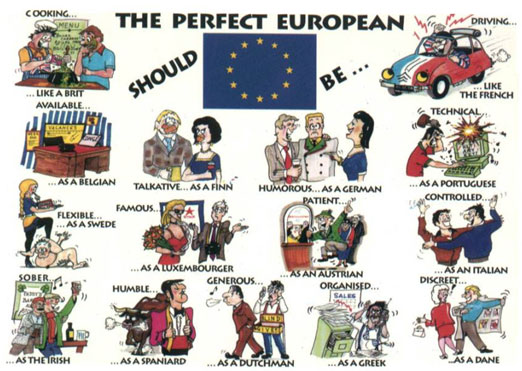 THE PERFECT EUROPEAN
SHOULD BE...
COOKING...
MENU
...LIKE A BRIT
DRIVING...
...LIKE
THE FRENCH
AVAILABLE...
...AS A BELGIAN
TALKATIVE... AS A FINN
HUMOROUS... AS A GERMAN
TECHNICAL...
...AS A PORTUGUESE
FLEXIBLE...
...AS A SWEDE
FAMOUS...
...AS A LUXEMBOURGER
PATIENT...
...AS AN AUSTRIAN
CONTROLLED...
...AS AN ITALIAN
SOBER...
...AS THE IRISH
HUMBLE...
...AS A SPANIARD
GENEROUS...
BLIND
...AS A DUTCHMAN
ORGANISED...
SALES
...AS A GREEK
DISCREET...
...AS A DANE